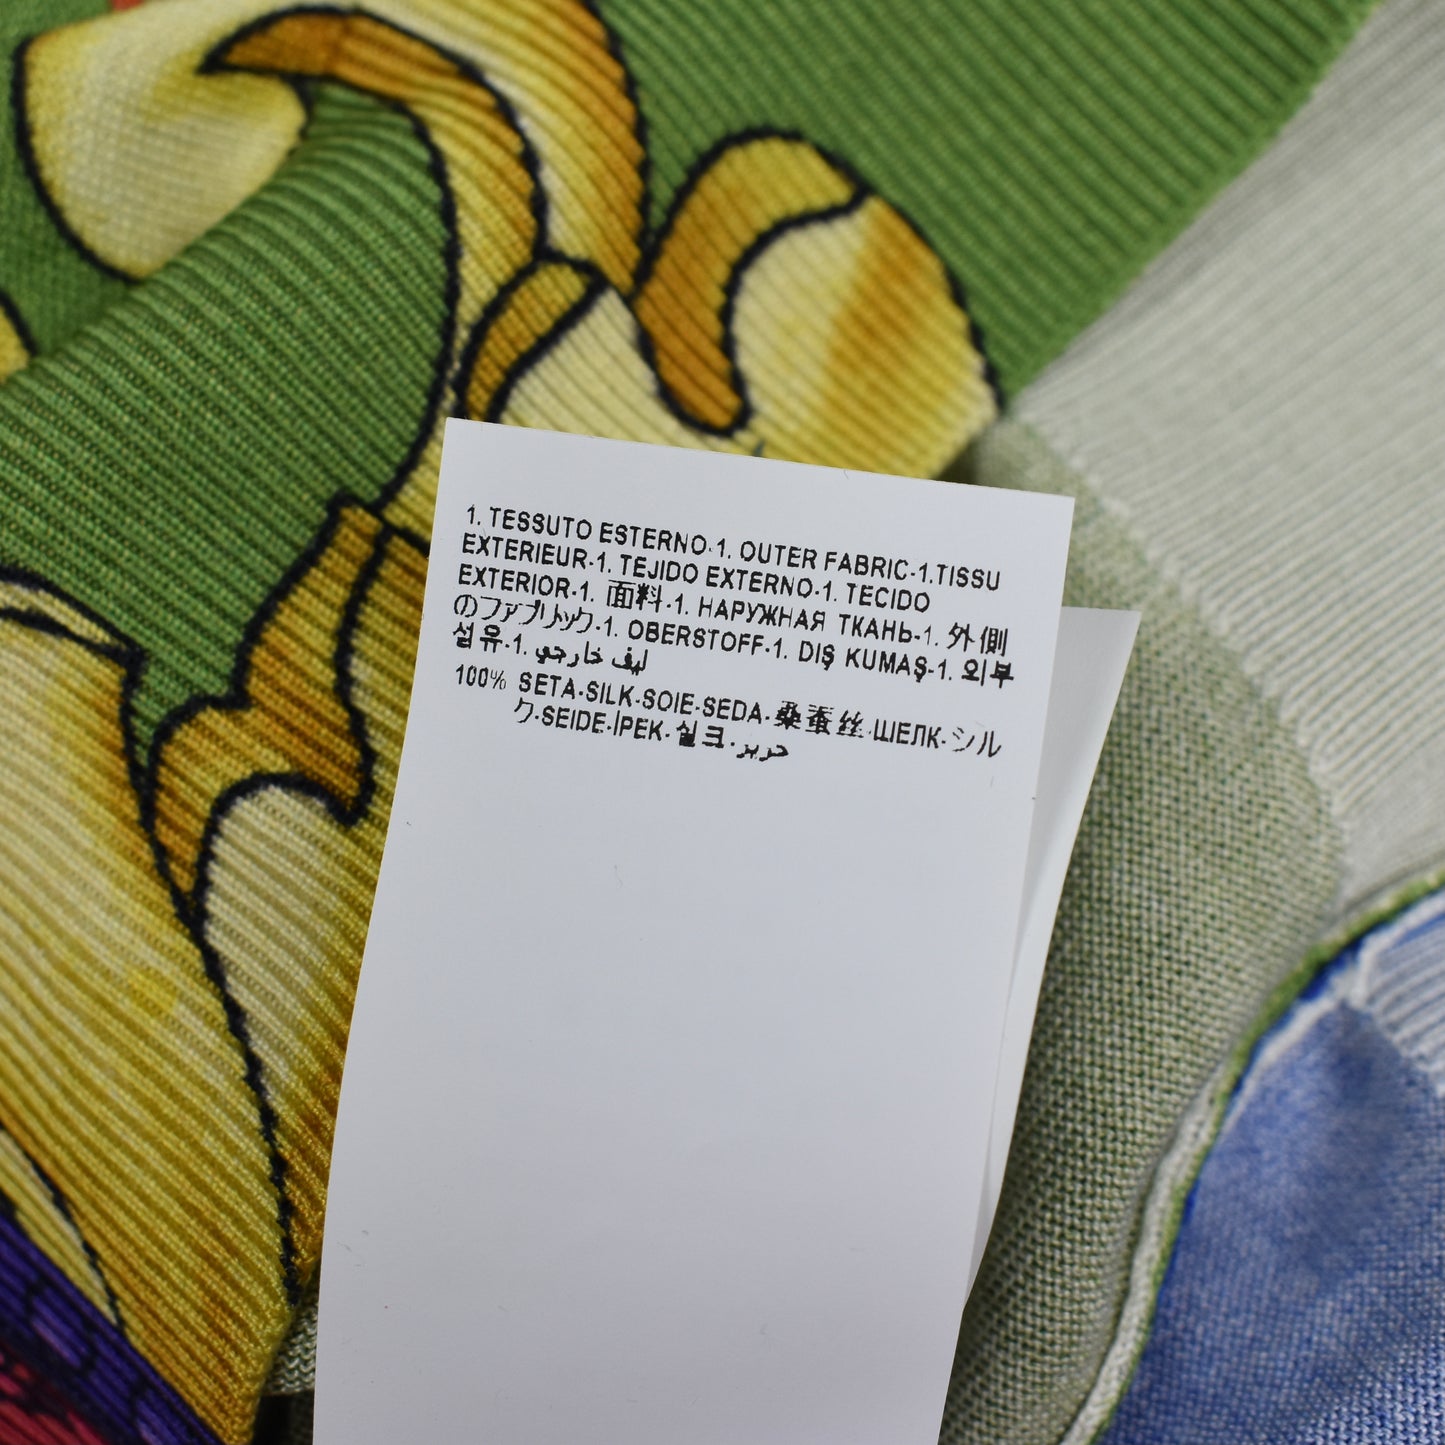 1. TESSUTO ESTERNO-1. OUTER FABRIC-1.TISSU
EXTERIEUR-1. TEJIDO EXTERNO-1. TECIDO
EXTERIOR-1. 面料-1. НАРУЖНАЯ ТКАНЬ-1. 外側
のファブリック-1. OBERSTOFF-1. DIŞ KUMAŞ-1. 외부
섬유-1. ليف خارجي
100% SETA-SILK-SOIE-SEDA-桑蚕丝-ШЕЛК-シル
ク-SEIDE-İPEK-실크-حرير